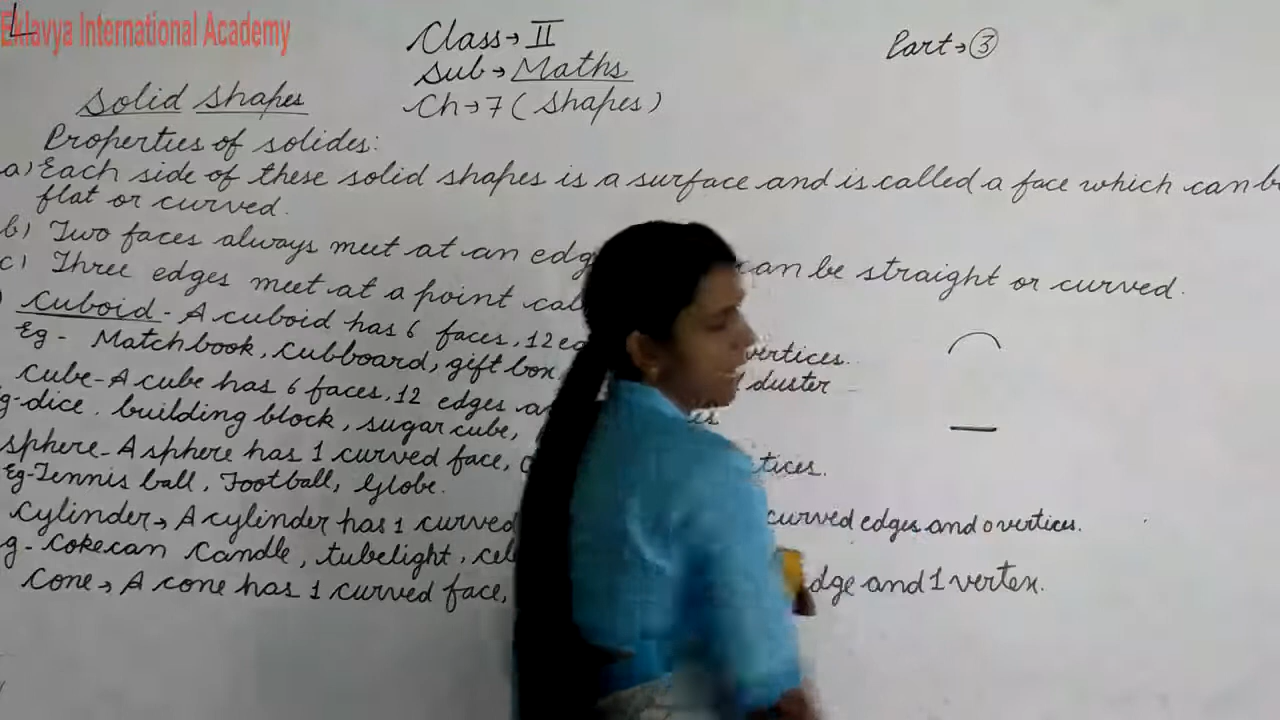 Eklavya International Academy
Class→ II
Part→ 3
Sub→ Maths
Ch→7 ( Shapes )
Solid Shapes
Properties of solides:
a) Each side of these solid shapes is a surface and is called a face which can be
flat or curved.
b) Two faces always meet at an edg can be straight or curved.
c) Three edges meet at a point cal
Cuboid - A cuboid has 6 faces, 12 e vertices.
Eg - Matchbook, Cubboard, gift box, duster
Cube - A cube has 6 faces, 12 edges a es
g - dice, building block, sugar cube,
Sphere - A sphere has 1 curved face, tices.
Eg - Tennis ball, Football, Globe.
Cylinder → A cylinder has 1 curved curved edges and 0 vertices.
g - Cokecan Candle, tubelight, cel
Cone → A cone has 1 curved face, dge and 1 vertex.